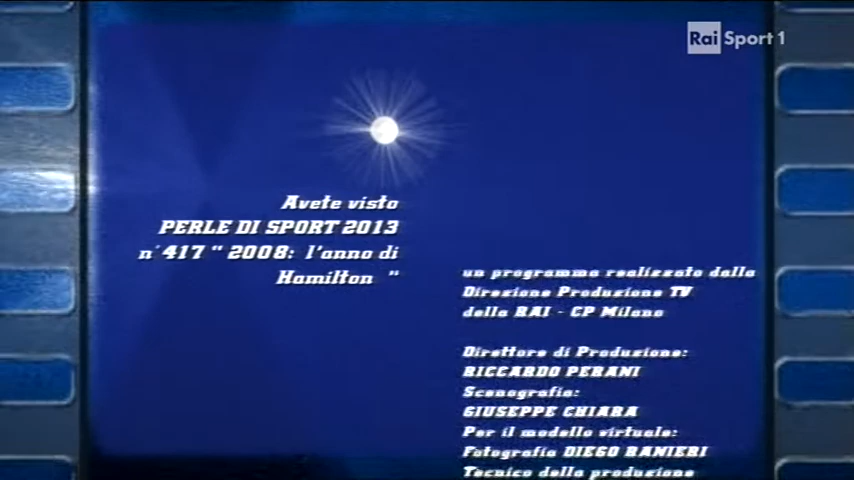 Rai Sport 1
Avete visto
PERLE DI SPORT 2013
n°417 " 2008: l'anno di
Hamilton "
un programma realizzato dalla
Direzione Produzione TV
della RAI - CP Milano
Direttore di Produzione:
RICCARDO PERANI
Scenografia:
GIUSEPPE CHIARA
Per il modello virtuale:
Fotografia DIEGO RANIERI
Tecnico della produzione